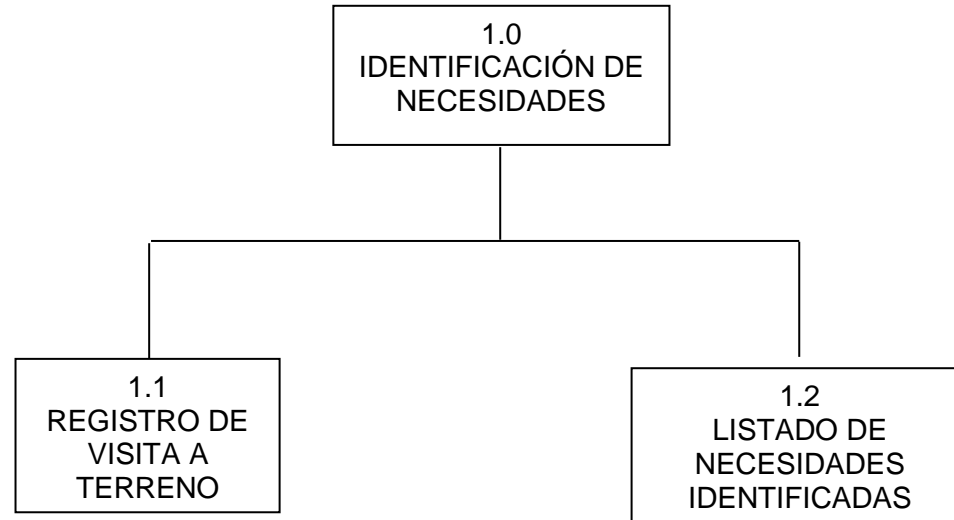 1.0
IDENTIFICACIÓN DE
NECESIDADES
1.1
REGISTRO DE
VISITA A
TERRENO
1.2
LISTADO DE
NECESIDADES
IDENTIFICADAS